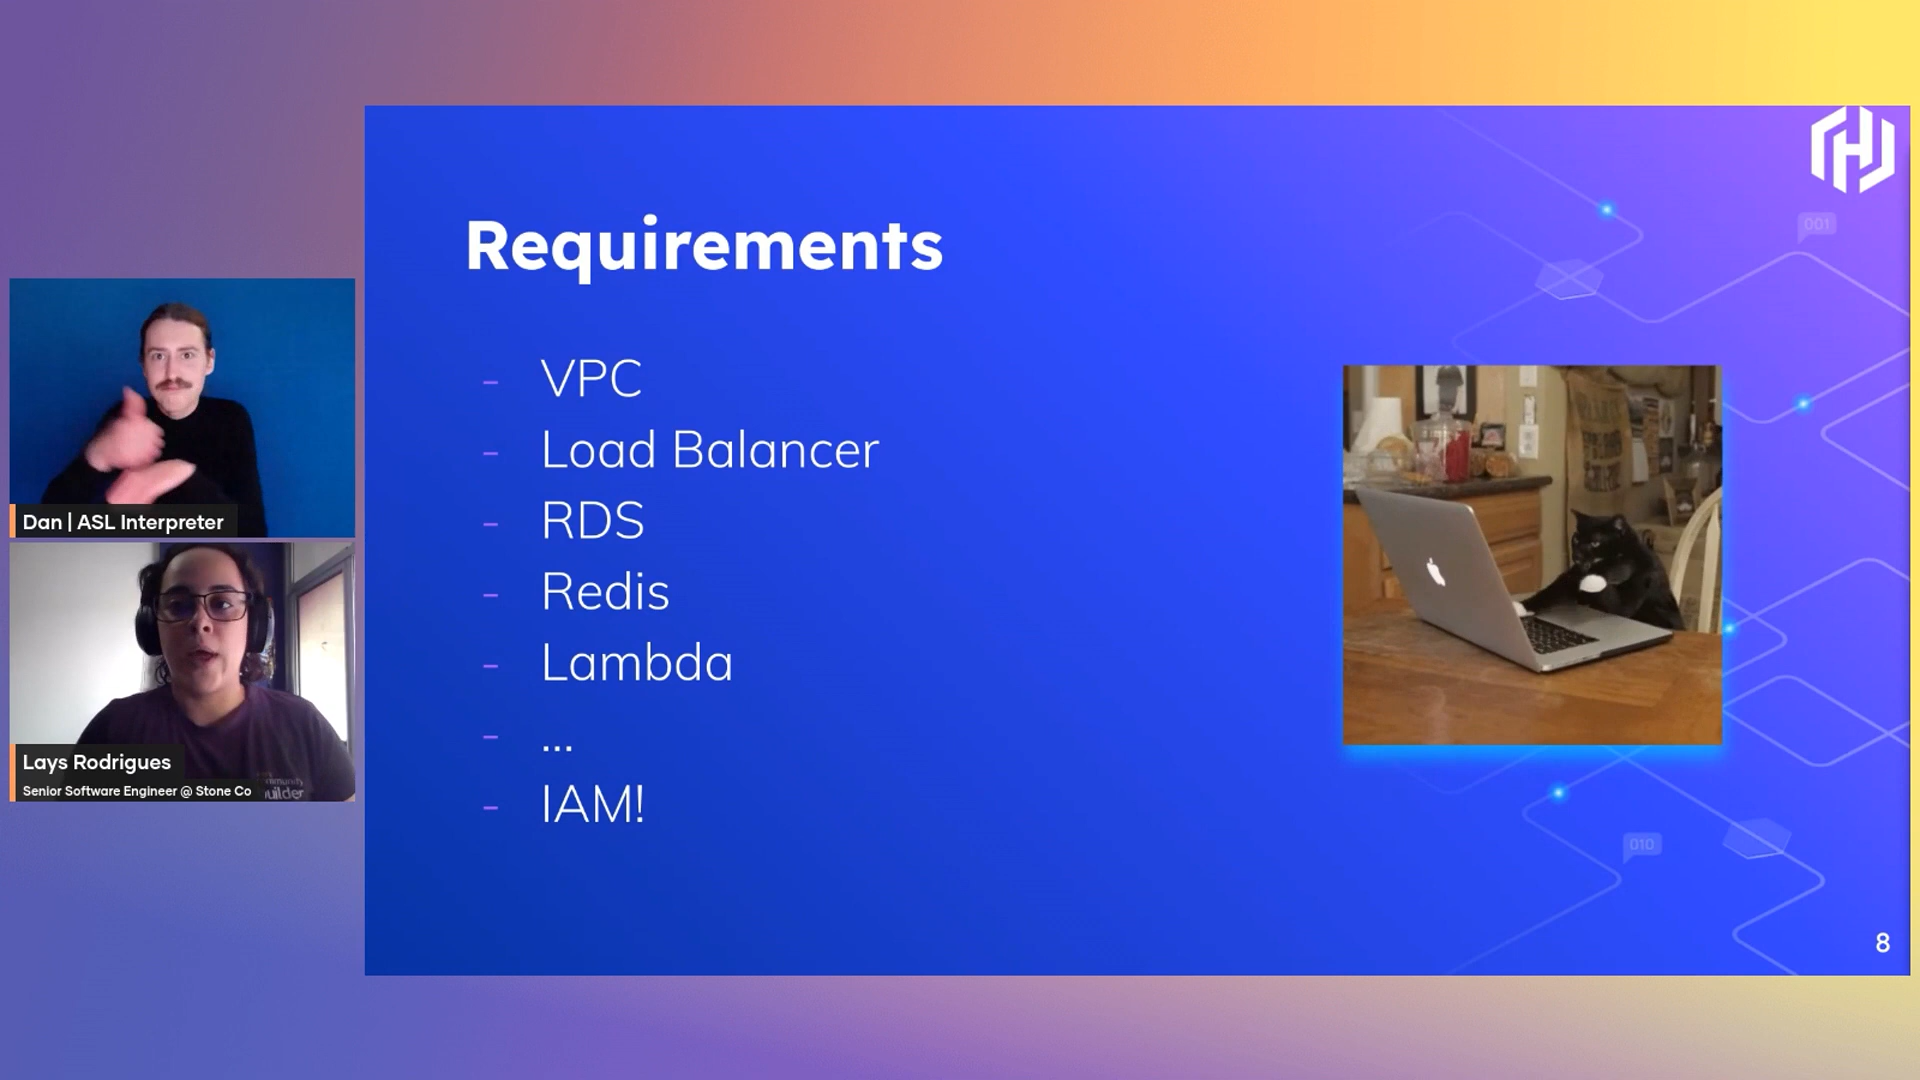 Requirements
- VPC
- Load Balancer
- RDS
- Redis
- Lambda
- ...
- IAM!
001
010
8
Dan | ASL Interpreter
Lays Rodrigues
Senior Software Engineer @ Stone Co